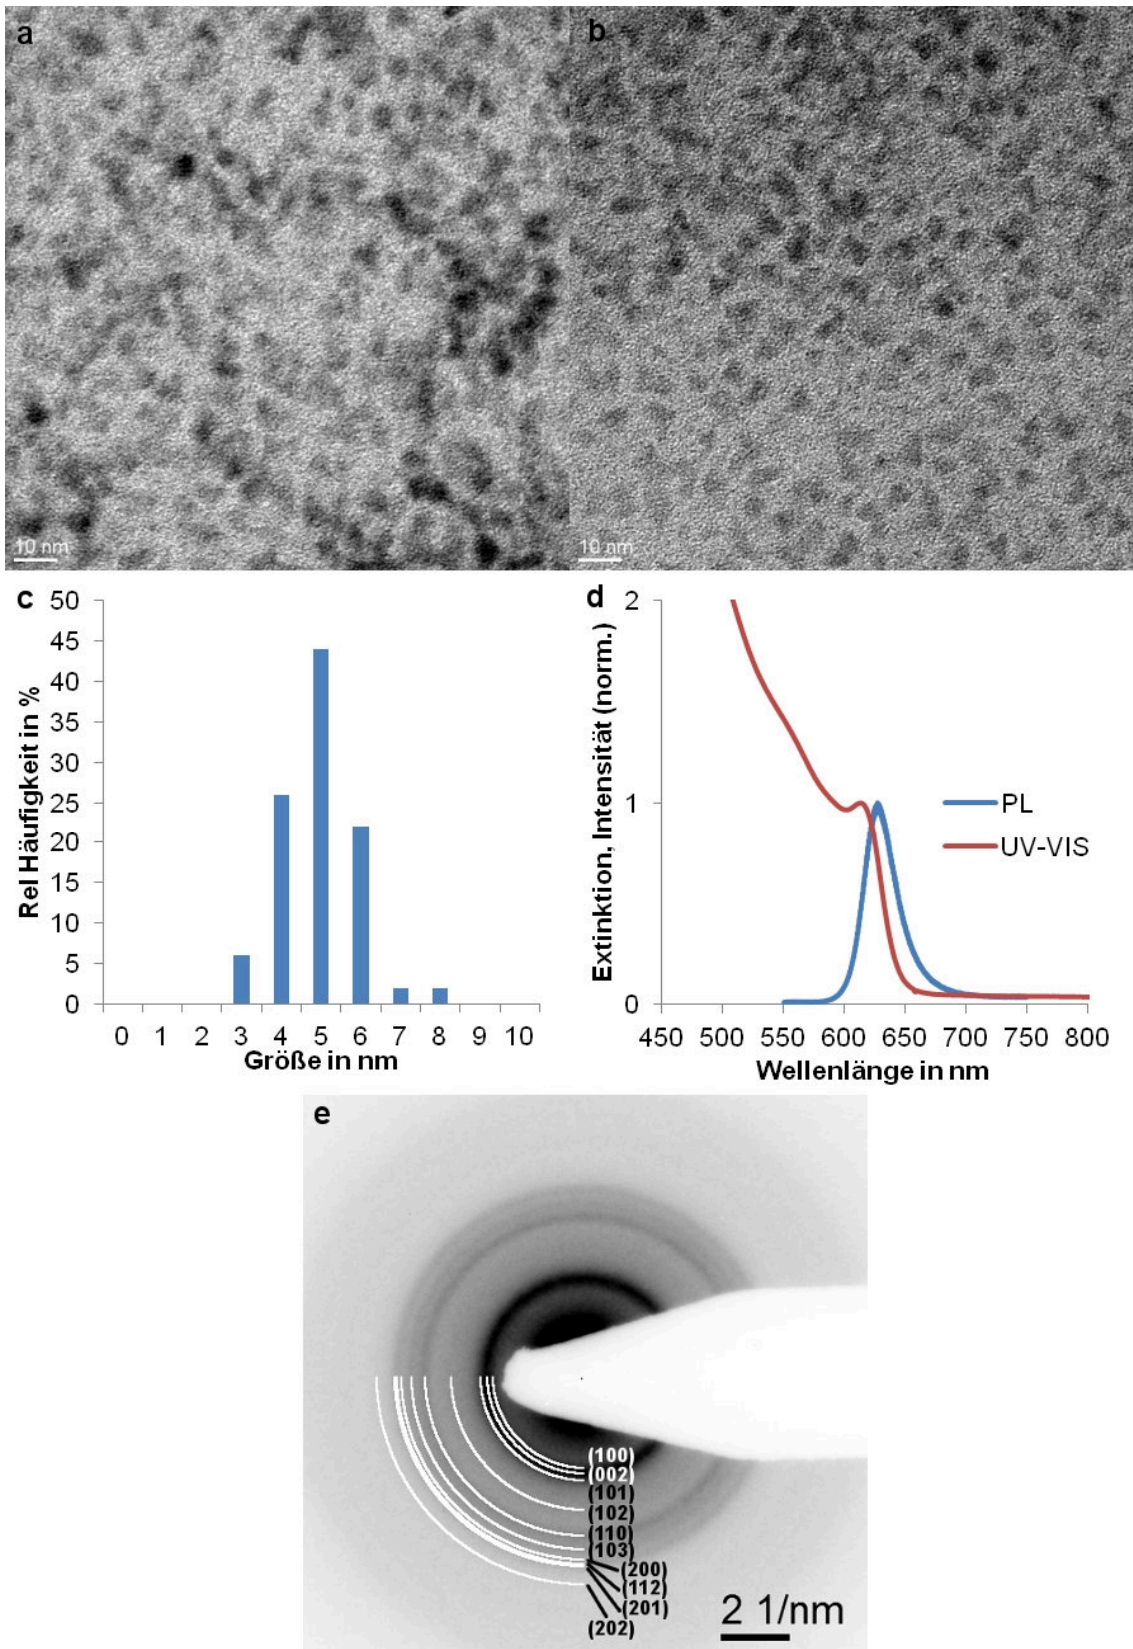 a
b
10 nm
10 nm
c
50
45
40
35
30
25
20
15
10
5
0
Rel Häufigkeit in %
0 1 2 3 4 5 6 7 8 9 10
Größe in nm
d
2
1
0
Extinktion, Intensität (norm.)
PL
UV-VIS
450 500 550 600 650 700 750 800
Wellenlänge in nm
e
(100)
(002)
(101)
(102)
(110)
(103)
(200)
(112)
(201)
(202)
2 1/nm